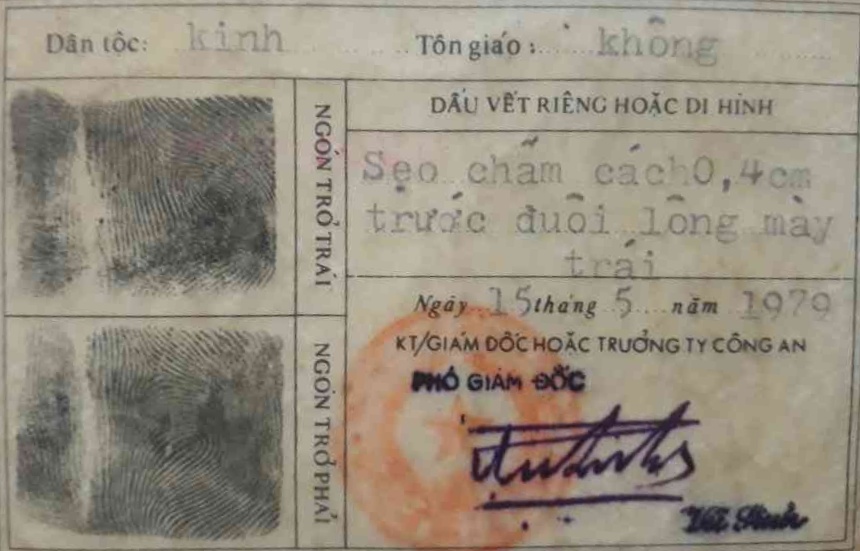 Dân tộc: kinh Tôn giáo: không
NGÓN TRỎ TRÁI
DẤU VẾT RIÊNG HOẶC DỊ HÌNH
Sẹo chấm cách 0,4cm
trước đuôi lông mày
trái
Ngày 15 tháng 5 năm 1979
KT/GIÁM ĐỐC HOẶC TRƯỞNG TY CÔNG AN
PHÓ GIÁM ĐỐC
NGÓN TRỎ PHẢI